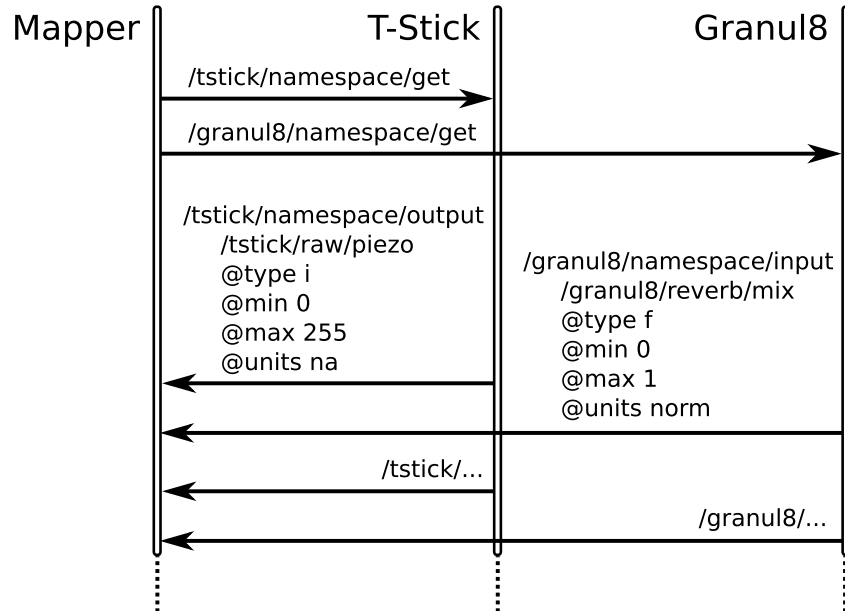 Mapper
T-Stick
Granul8
/tstick/namespace/get
/granul8/namespace/get
/tstick/namespace/output
/tstick/raw/piezo
@type i
@min 0
@max 255
@units na
/granul8/namespace/input
/granul8/reverb/mix
@type f
@min 0
@max 1
@units norm
/tstick/...
/granul8/...